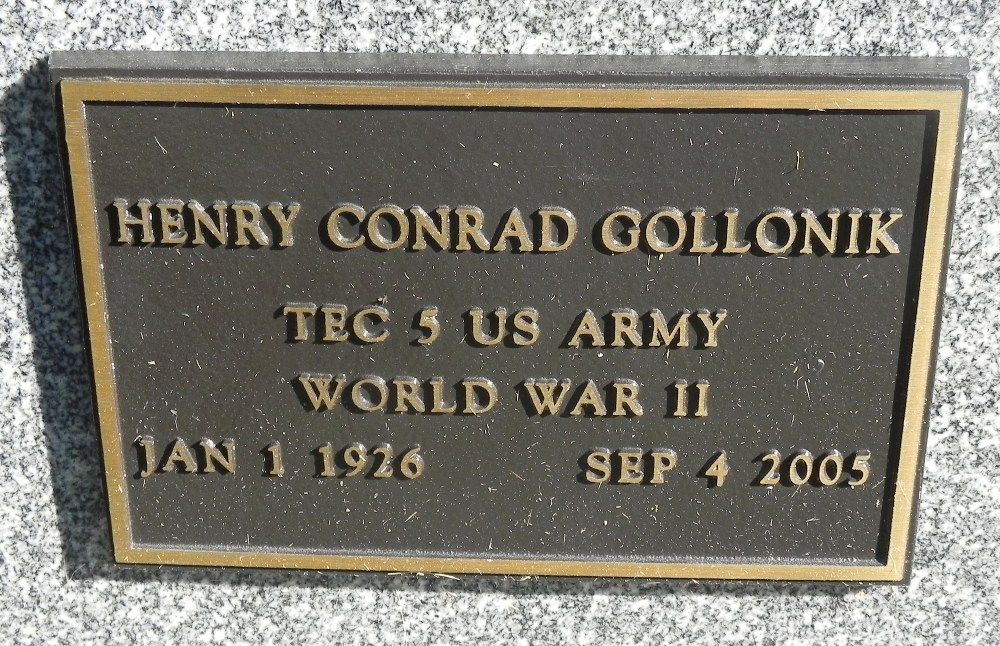 HENRY CONRAD GOLLONIK
TEC 5 US ARMY
WORLD WAR II
JAN 1 1926 SEP 4 2005